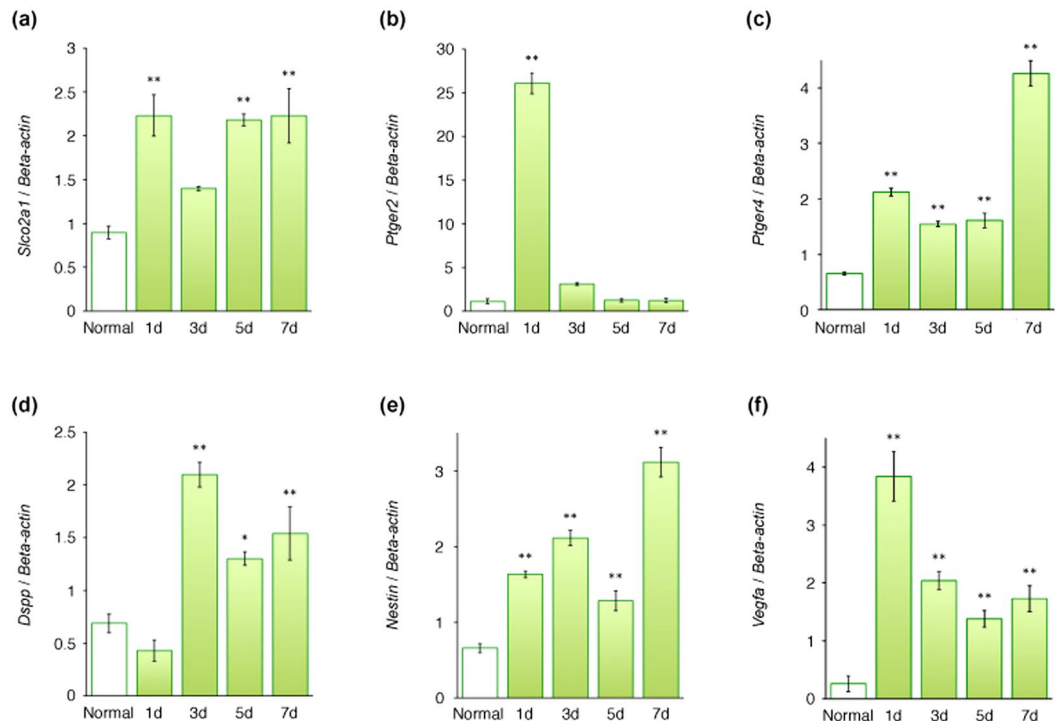 (a)
Slco2a1 / Beta-actin
3
2.5
2
1.5
1
0.5
0
**
**
**
Normal 1d 3d 5d 7d
(b)
Ptger2 / Beta-actin
30
25
20
15
10
5
0
**
Normal 1d 3d 5d 7d
(c)
Ptger4 / Beta-actin
4
3
2
1
0
**
**
**
**
Normal 1d 3d 5d 7d
(d)
Dspp / Beta-actin
2.5
2
1.5
1
0.5
0
**
*
**
Normal 1d 3d 5d 7d
(e)
Nestin / Beta-actin
3
2
1
0
**
**
**
**
Normal 1d 3d 5d 7d
(f)
Vegfa / Beta-actin
4
3
2
1
0
**
**
**
**
Normal 1d 3d 5d 7d